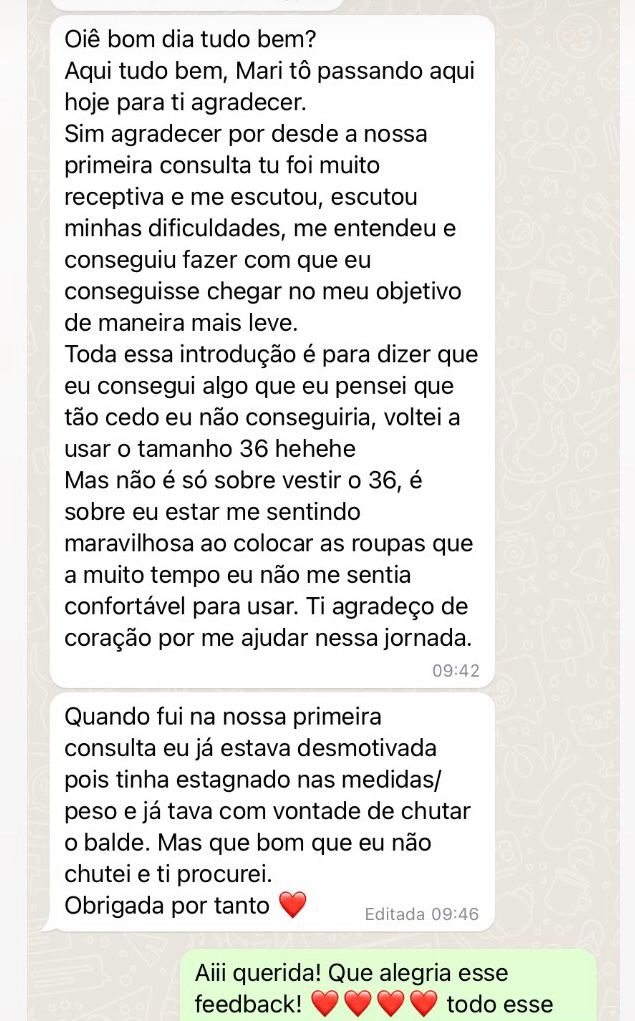 Oiê bom dia tudo bem?
Aqui tudo bem, Mari tô passando aqui
hoje para ti agradecer.
Sim agradecer por desde a nossa
primeira consulta tu foi muito
receptiva e me escutou, escutou
minhas dificuldades, me entendeu e
conseguiu fazer com que eu
conseguisse chegar no meu objetivo
de maneira mais leve.
Toda essa introdução é para dizer que
eu consegui algo que eu pensei que
tão cedo eu não conseguiria, voltei a
usar o tamanho 36 hehehe
Mas não é só sobre vestir o 36, é
sobre eu estar me sentindo
maravilhosa ao colocar as roupas que
a muito tempo eu não me sentia
confortável para usar. Ti agradeço de
coração por me ajudar nessa jornada.
09:42
Quando fui na nossa primeira
consulta eu já estava desmotivada
pois tinha estagnado nas medidas/
peso e já tava com vontade de chutar
o balde. Mas que bom que eu não
chutei e ti procurei.
Obrigada por tanto ❤️ Editada 09:46
Aiii querida! Que alegria esse
feedback! ❤️❤️❤️❤️ todo esse